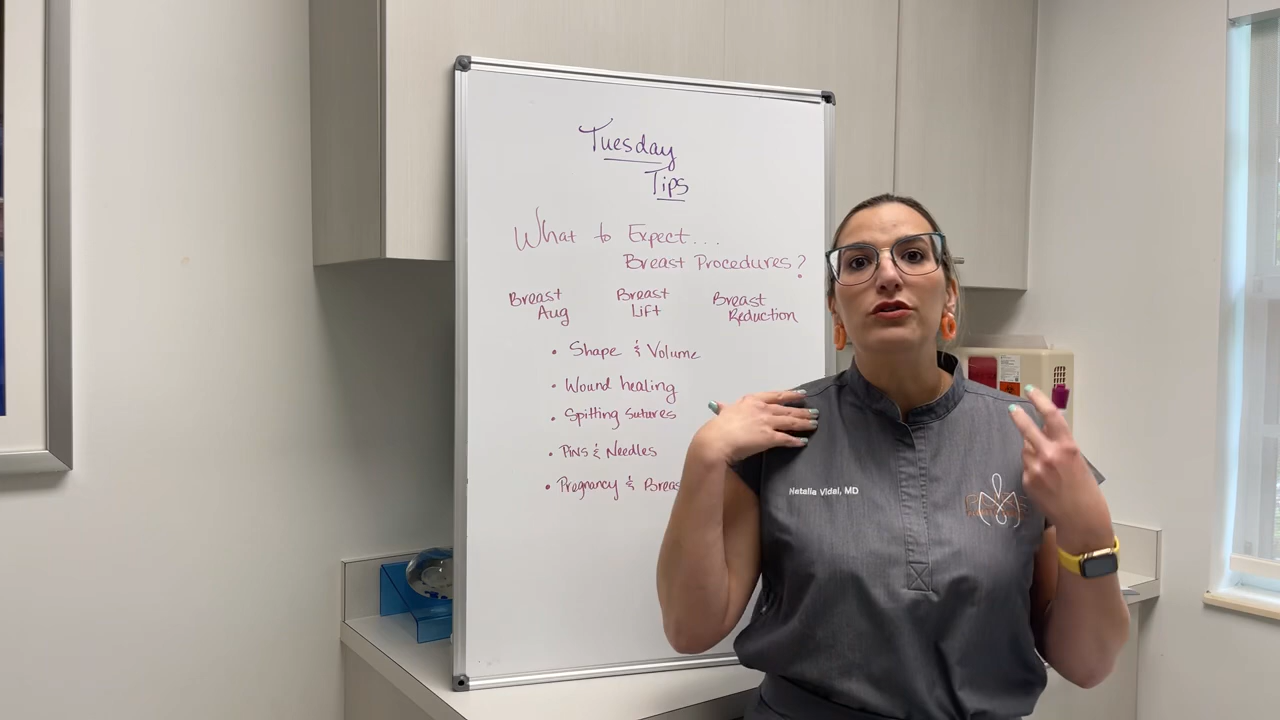 Tuesday
Tips
What to Expect...
Breast Procedures?
Breast Aug
Breast Lift
Breast Reduction
• Shape & Volume
• Wound healing
• Spitting Sutures
• Pins & Needles
• Pregnancy & Breas
Natalia Vidal, MD